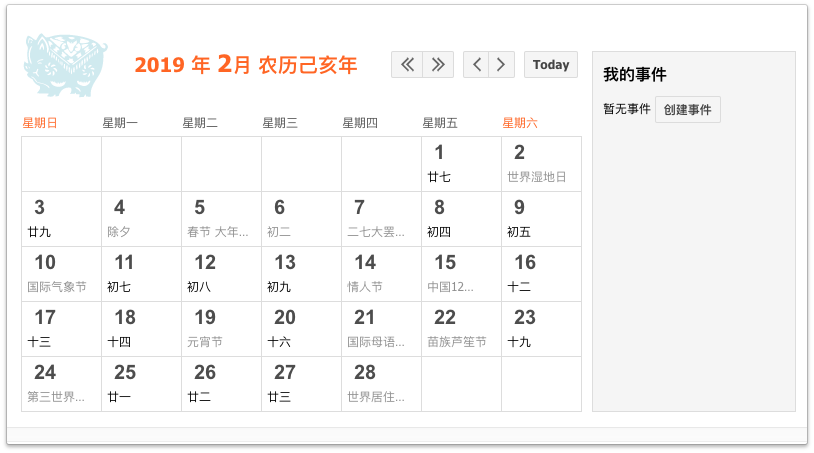 2019 年 2月 农历己亥年
Today
我的事件
暂无事件 创建事件
星期日 星期一 星期二 星期三 星期四 星期五 星期六
1 2
廿七 世界湿地日
3 4 5 6 7 8 9
廿九 除夕 春节 大年... 初二 二七大罢... 初四 初五
10 11 12 13 14 15 16
国际气象节 初七 初八 初九 情人节 中国12... 十二
17 18 19 20 21 22 23
十三 十四 元宵节 十六 国际母语... 苗族芦笙节 十九
24 25 26 27 28
第三世界... 廿一 廿二 廿三 世界居住...